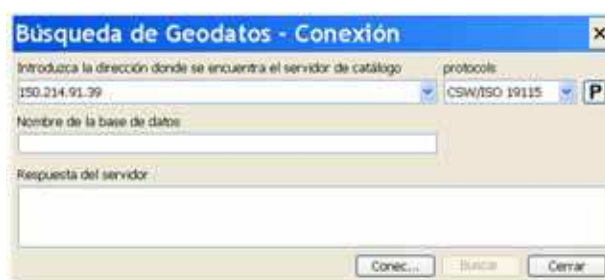 Búsqueda de Geodatos - Conexión
Introduzca la dirección donde se encuentra el servidor de catálogo protocols
150.214.91.39 CSW/ISO 19115 P
Nombre de la base de datos
Respuesta del servidor
Conec... Buscar Cerrar